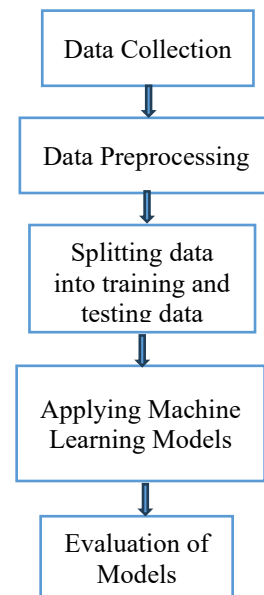 Data Collection
Data Preprocessing
Splitting data
into training and
testing data
Applying Machine
Learning Models
Evaluation of
Models